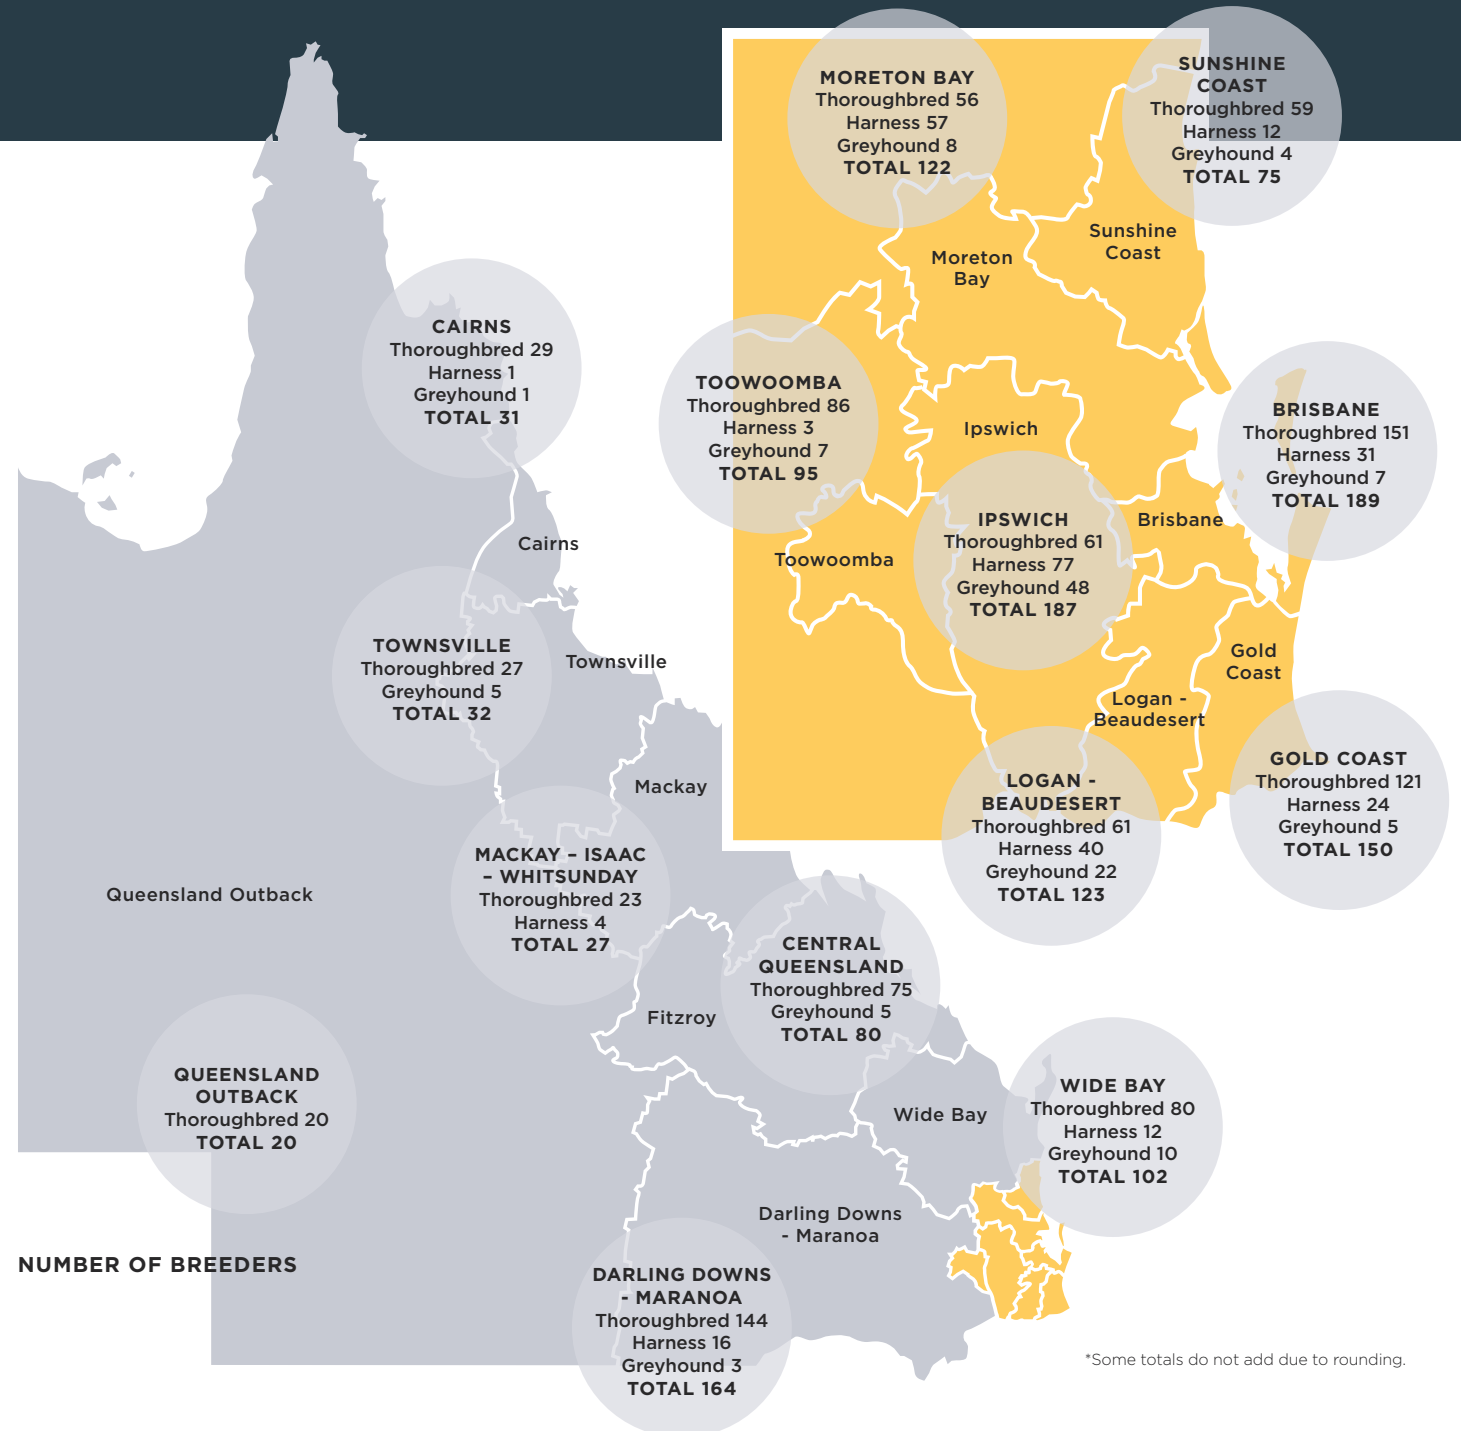 MORETON BAY
Thoroughbred 56
Harness 57
Greyhound 8
TOTAL 122
SUNSHINE
COAST
Thoroughbred 59
Harness 12
Greyhound 4
TOTAL 75
Sunshine
Coast
Moreton
Bay
CAIRNS
Thoroughbred 29
Harness 1
Greyhound 1
TOTAL 31
TOOWOOMBA
Thoroughbred 86
Harness 3
Greyhound 7
TOTAL 95
Ipswich
BRISBANE
Thoroughbred 151
Harness 31
Greyhound 7
TOTAL 189
IPSWICH
Thoroughbred 61
Harness 77
Greyhound 48
TOTAL 187
Brisbane
Cairns
Toowoomba
TOWNSVILLE
Thoroughbred 27
Greyhound 5
TOTAL 32
Townsville
Gold
Coast
Logan -
Beaudesert
Mackay
GOLD COAST
Thoroughbred 121
Harness 24
Greyhound 5
TOTAL 150
LOGAN -
BEAUDESERT
Thoroughbred 61
Harness 40
Greyhound 22
TOTAL 123
MACKAY – ISAAC
– WHITSUNDAY
Thoroughbred 23
Harness 4
TOTAL 27
Queensland Outback
CENTRAL
QUEENSLAND
Thoroughbred 75
Greyhound 5
TOTAL 80
Fitzroy
QUEENSLAND
OUTBACK
Thoroughbred 20
TOTAL 20
Wide Bay
WIDE BAY
Thoroughbred 80
Harness 12
Greyhound 10
TOTAL 102
Darling Downs
- Maranoa
NUMBER OF BREEDERS
DARLING DOWNS
- MARANOA
Thoroughbred 144
Harness 16
Greyhound 3
TOTAL 164
*Some totals do not add due to rounding.